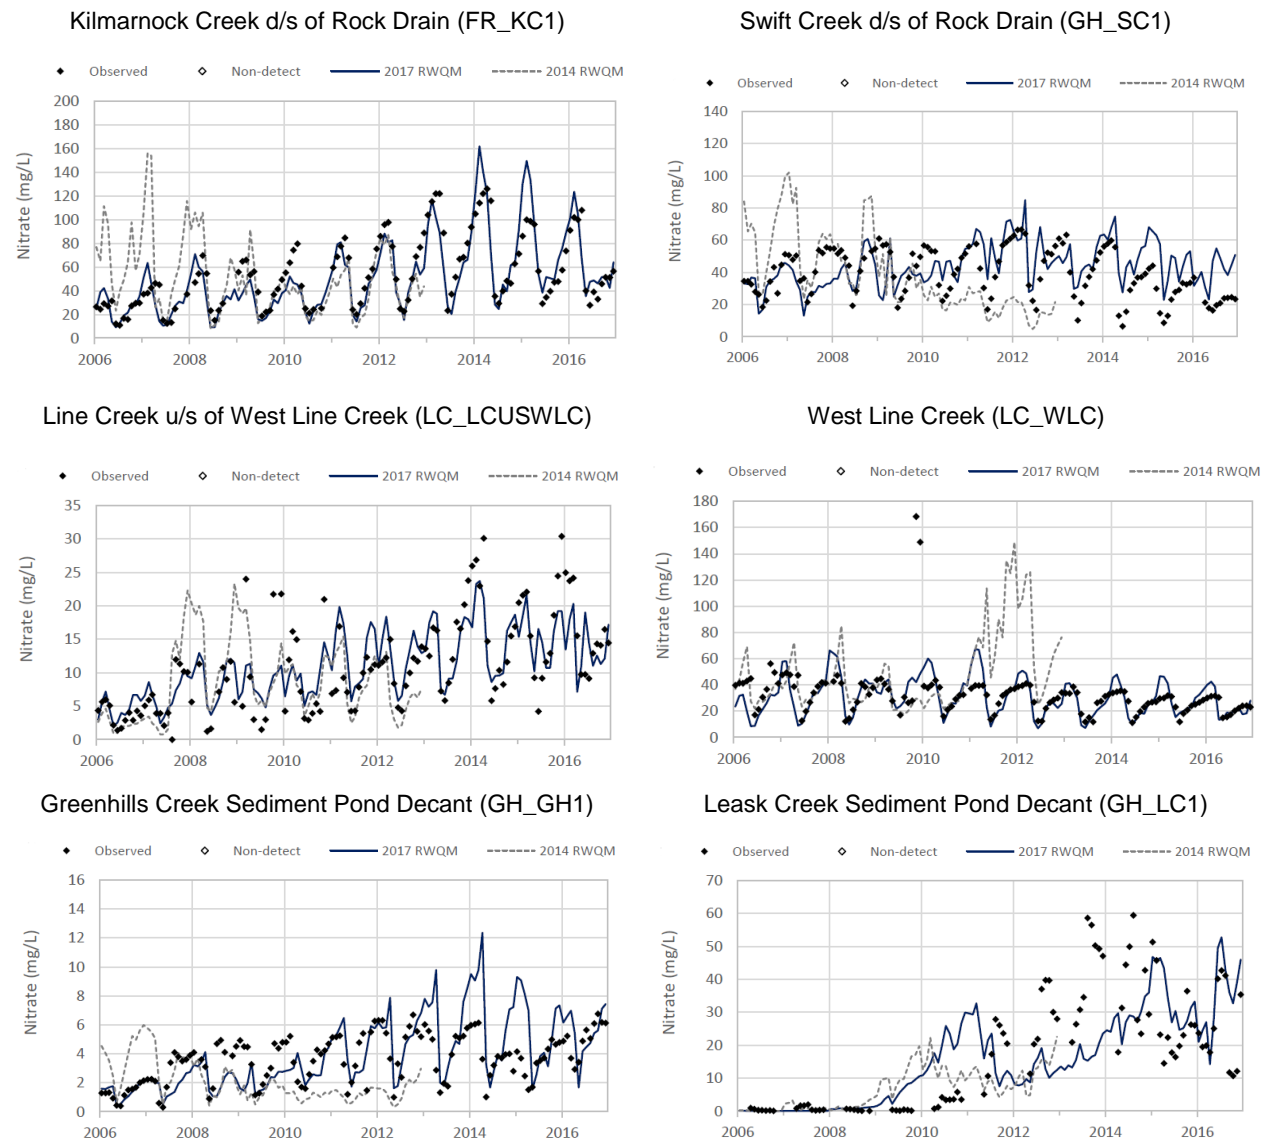 Kilmarnock Creek d/s of Rock Drain (FR_KC1)
Observed Non-detect 2017 RWQM 2014 RWQM
Nitrate (mg/L)
200
180
160
140
120
100
80
60
40
20
0
2006 2008 2010 2012 2014 2016
Swift Creek d/s of Rock Drain (GH_SC1)
Observed Non-detect 2017 RWQM 2014 RWQM
Nitrate (mg/L)
140
120
100
80
60
40
20
0
2006 2008 2010 2012 2014 2016
Line Creek u/s of West Line Creek (LC_LCUSWLC)
Observed Non-detect 2017 RWQM 2014 RWQM
Nitrate (mg/L)
35
30
25
20
15
10
5
0
2006 2008 2010 2012 2014 2016
West Line Creek (LC_WLC)
Observed Non-detect 2017 RWQM 2014 RWQM
Nitrate (mg/L)
180
160
140
120
100
80
60
40
20
0
2006 2008 2010 2012 2014 2016
Greenhills Creek Sediment Pond Decant (GH_GH1)
Observed Non-detect 2017 RWQM 2014 RWQM
Nitrate (mg/L)
16
14
12
10
8
6
4
2
0
2006 2008 2010 2012 2014 2016
Leask Creek Sediment Pond Decant (GH_LC1)
Observed Non-detect 2017 RWQM 2014 RWQM
Nitrate (mg/L)
70
60
50
40
30
20
10
0
2006 2008 2010 2012 2014 2016